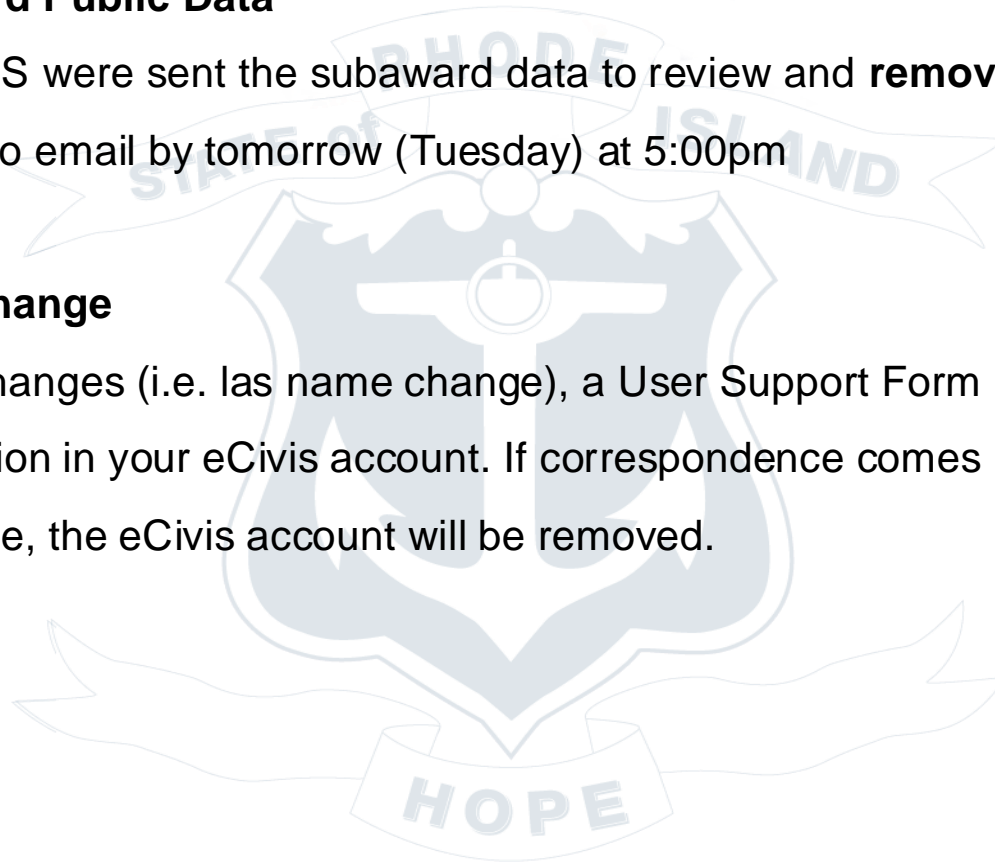 d Public Data
S were sent the subaward data to review and remov
o email by tomorrow (Tuesday) at 5:00pm
hange
hanges (i.e. las name change), a User Support Form
ion in your eCivis account. If correspondence comes
e, the eCivis account will be removed.
RHODE
STATE of ISLAND
HOPE